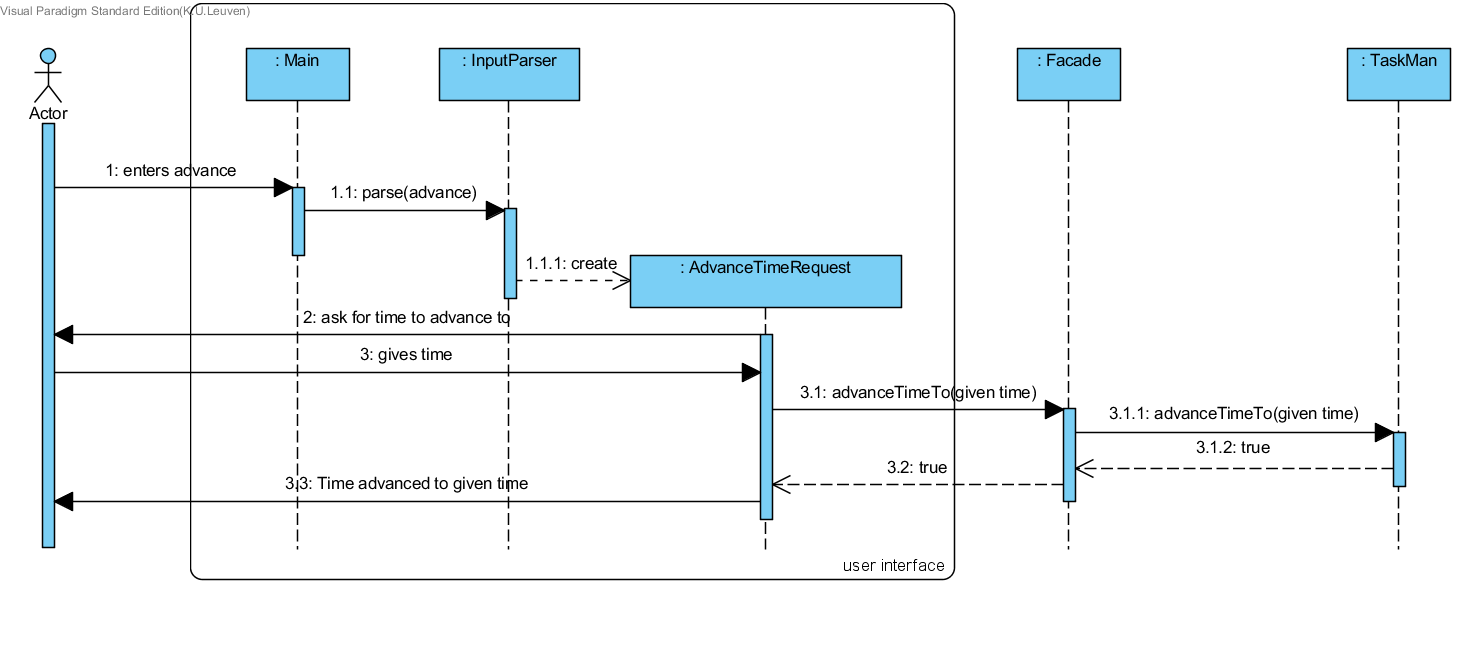 Visual Paradigm Standard Edition(K.U.Leuven)
: Main
: InputParser
: Facade
: TaskMan
Actor
1: enters advance
1.1: parse(advance)
1.1.1: create
: AdvanceTimeRequest
2: ask for time to advance to
3: gives time
3.1: advanceTimeTo(given time)
3.1.1: advanceTimeTo(given time)
3.1.2: true
3.2: true
3.3: Time advanced to given time
user interface